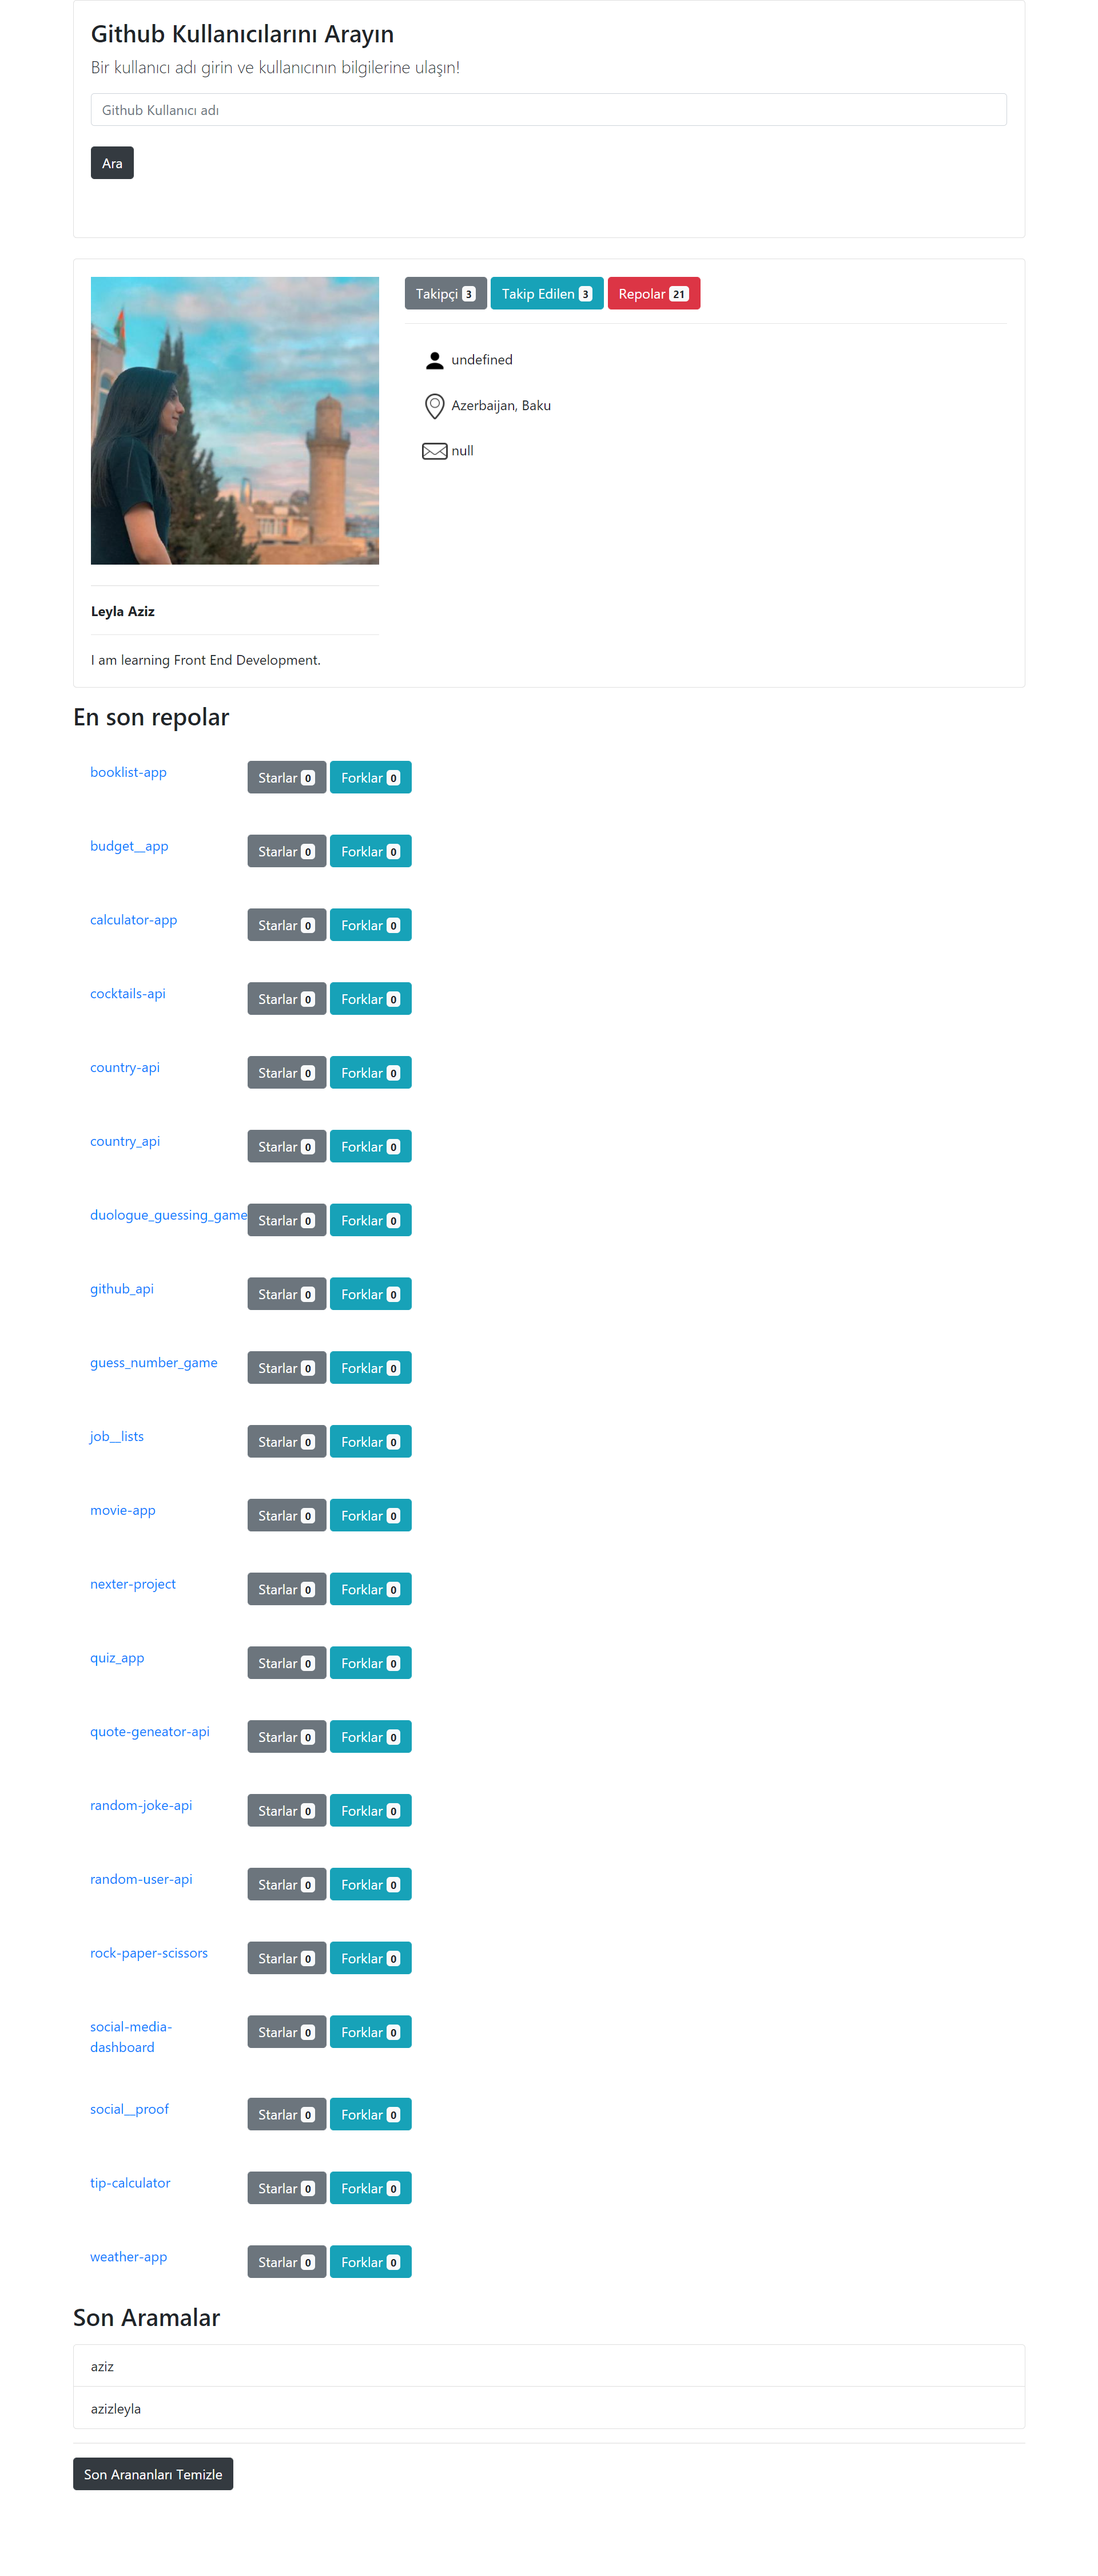 Github Kullanıcılarını Arayın
Bir kullanıcı adı girin ve kullanıcının bilgilerine ulaşın!
Github Kullanıcı adı
Ara
Takipçi 3 Takip Edilen 3 Repolar 21
undefined
Azerbaijan, Baku
null
Leyla Aziz
I am learning Front End Development.
En son repolar
booklist-app Starlar 0 Forklar 0
budget__app Starlar 0 Forklar 0
calculator-app Starlar 0 Forklar 0
cocktails-api Starlar 0 Forklar 0
country-api Starlar 0 Forklar 0
country_api Starlar 0 Forklar 0
duologue_guessing_game Starlar 0 Forklar 0
github_api Starlar 0 Forklar 0
guess_number_game Starlar 0 Forklar 0
job__lists Starlar 0 Forklar 0
movie-app Starlar 0 Forklar 0
nexter-project Starlar 0 Forklar 0
quiz_app Starlar 0 Forklar 0
quote-geneator-api Starlar 0 Forklar 0
random-joke-api Starlar 0 Forklar 0
random-user-api Starlar 0 Forklar 0
rock-paper-scissors Starlar 0 Forklar 0
social-media- Starlar 0 Forklar 0
dashboard
social__proof Starlar 0 Forklar 0
tip-calculator Starlar 0 Forklar 0
weather-app Starlar 0 Forklar 0
Son Aramalar
aziz
azizleyla
Son Arananları Temizle